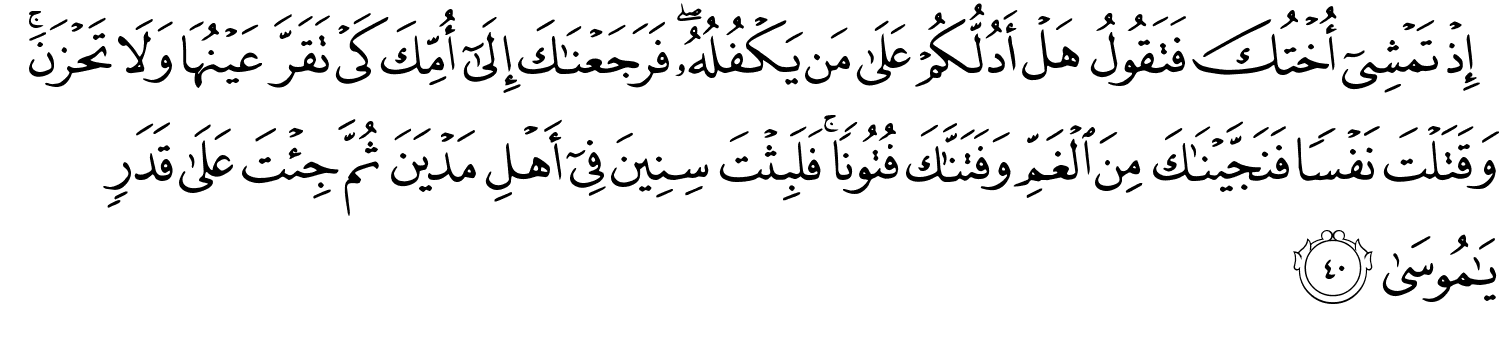 إِذْ تَمْشِىٓ أُخْتُكَ فَتَقُولُ هَلْ أَدُلُّكُمْ عَلَىٰ مَن يَكْفُلُهُۥ ۖ فَرَجَعْنَـٰكَ إِلَىٰٓ أُمِّكَ كَىْ تَقَرَّ عَيْنُهَا وَلَا تَحْزَنَ ۚ
وَقَتَلْتَ نَفْسًا فَنَجَّيْنَـٰكَ مِنَ ٱلْغَمِّ وَفَتَنَّـٰكَ فُتُونًا ۚ فَلَبِثْتَ سِنِينَ فِىٓ أَهْلِ مَدْيَنَ ثُمَّ جِئْتَ عَلَىٰ قَدَرٍ
يَـٰمُوسَىٰ ٤٠